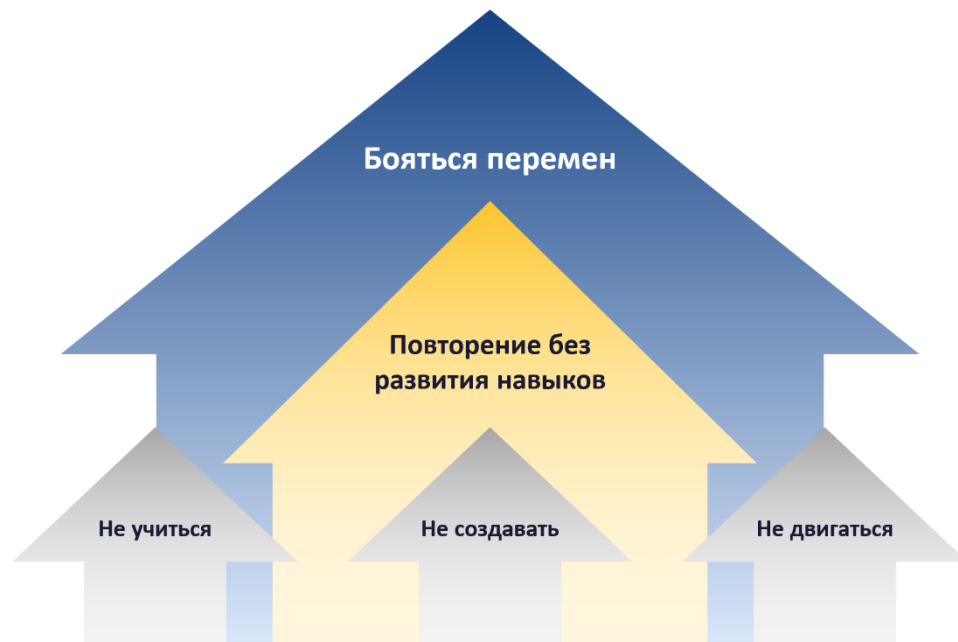 Бояться перемен
Повторение без
развития навыков
Не учиться
Не создавать
Не двигаться